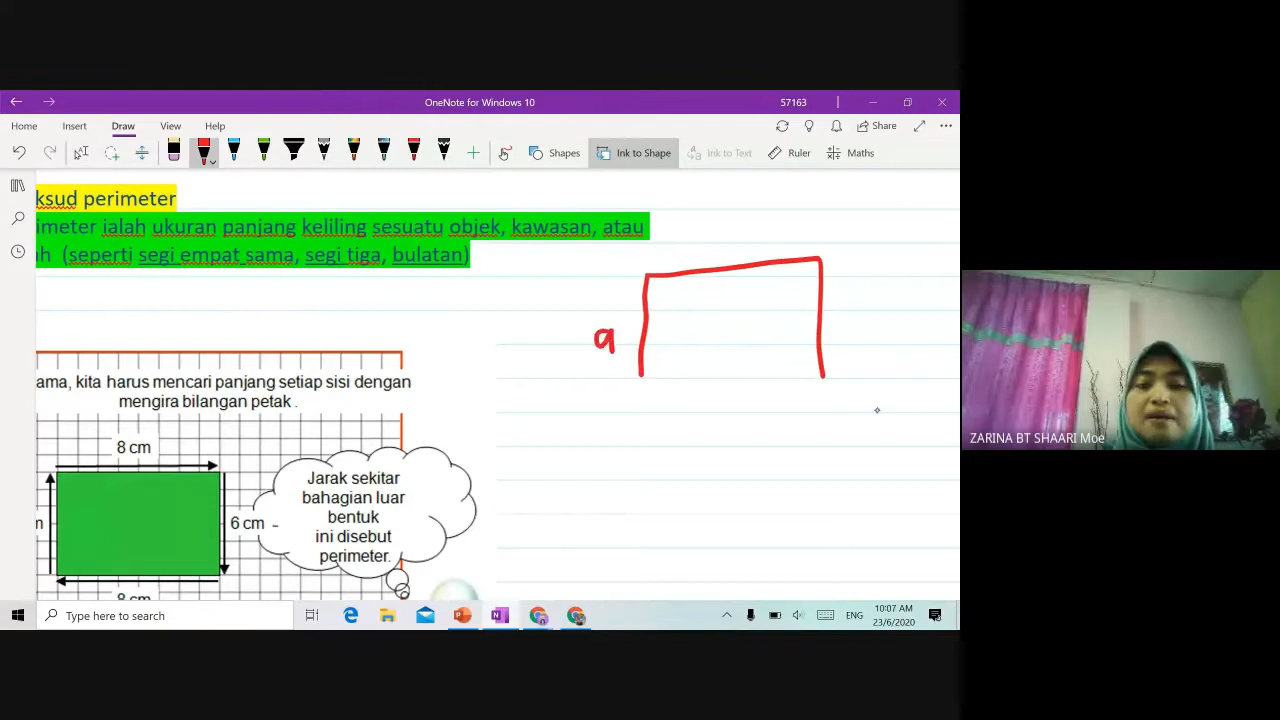 OneNote for Windows 10
57163
Home Insert Draw View Help
Share
Shapes Ink to Shape Ink to Text Ruler Maths
ksud perimeter
imeter ialah ukuran panjang keliling sesuatu objek, kawasan, atau
ah (seperti segi empat sama, segi tiga, bulatan)
a
ama, kita harus mencari panjang setiap sisi dengan
mengira bilangan petak .
8 cm
Jarak sekitar
bahagian luar
bentuk
ini disebut
perimeter.
m
6 cm
8 cm
ZARINA BT SHAARI Moe
Type here to search
ENG
10:07 AM
23/6/2020